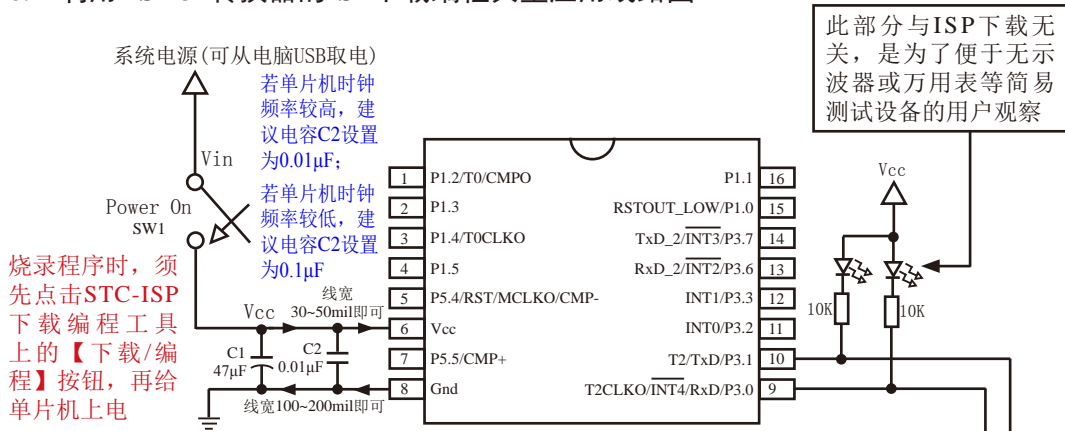 此部分与ISP下载无
关，是为了便于无示
波器或万用表等简易
测试设备的用户观察
系统电源(可从电脑USB取电)
若单片机时钟
频率较高，建
议电容C2设置
为0.01μF；
若单片机时钟
频率较低，建
议电容C2设置
为0.1μF
Vin
Power On
SW1
烧录程序时，须
先点击STC-ISP
下载编程工具
上的【下载/编
程】按钮，再给
单片机上电
Vcc
线宽
30~50mil即可
C1
47μF
C2
0.01μF
线宽100~200mil即可
1 P1.2/T0/CMPO
2 P1.3
3 P1.4/T0CLKO
4 P1.5
5 P5.4/RST/MCLKO/CMP-
6 Vcc
7 P5.5/CMP+
8 Gnd
P1.1 16
RSTOUT_LOW/P1.0 15
TxD_2/INT3/P3.7 14
RxD_2/INT2/P3.6 13
INT1/P3.3 12
INT0/P3.2 11
T2/TxD/P3.1 10
T2CLKO/INT4/RxD/P3.0 9
Vcc
10K
10K